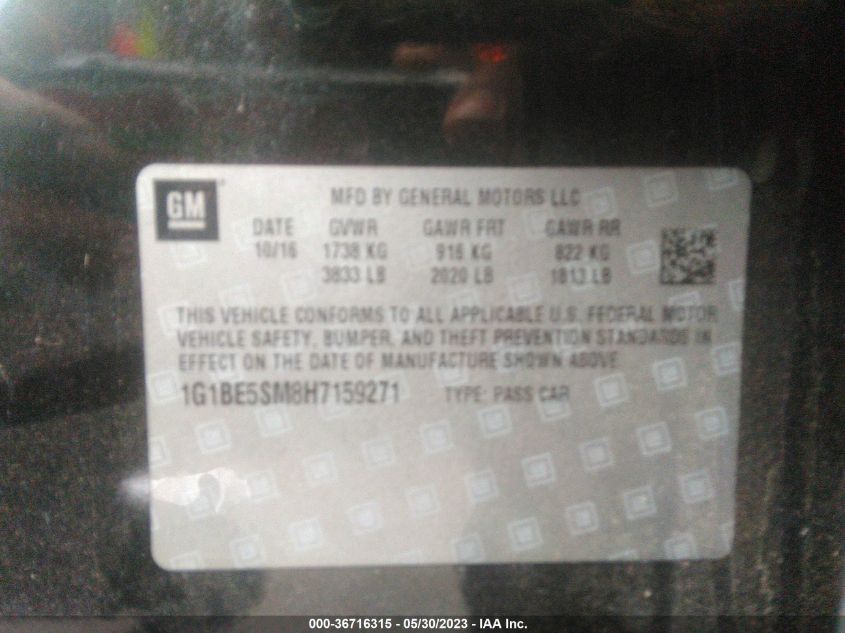 GM
MFD BY GENERAL MOTORS LLC
DATE GVWR GAWR FRT GAWR RR
10/16 1738 KG 916 KG 822 KG
3833 LB 2020 LB 1813 LB
THIS VEHICLE CONFORMS TO ALL APPLICABLE U.S. FEDERAL MOTOR
VEHICLE SAFETY, BUMPER, AND THEFT PREVENTION STANDARDS IN
EFFECT ON THE DATE OF MANUFACTURE SHOWN ABOVE
1G1BE5SM8H7159271 TYPE: PASS CAR
000-36716315 - 05/30/2023 - IAA Inc.